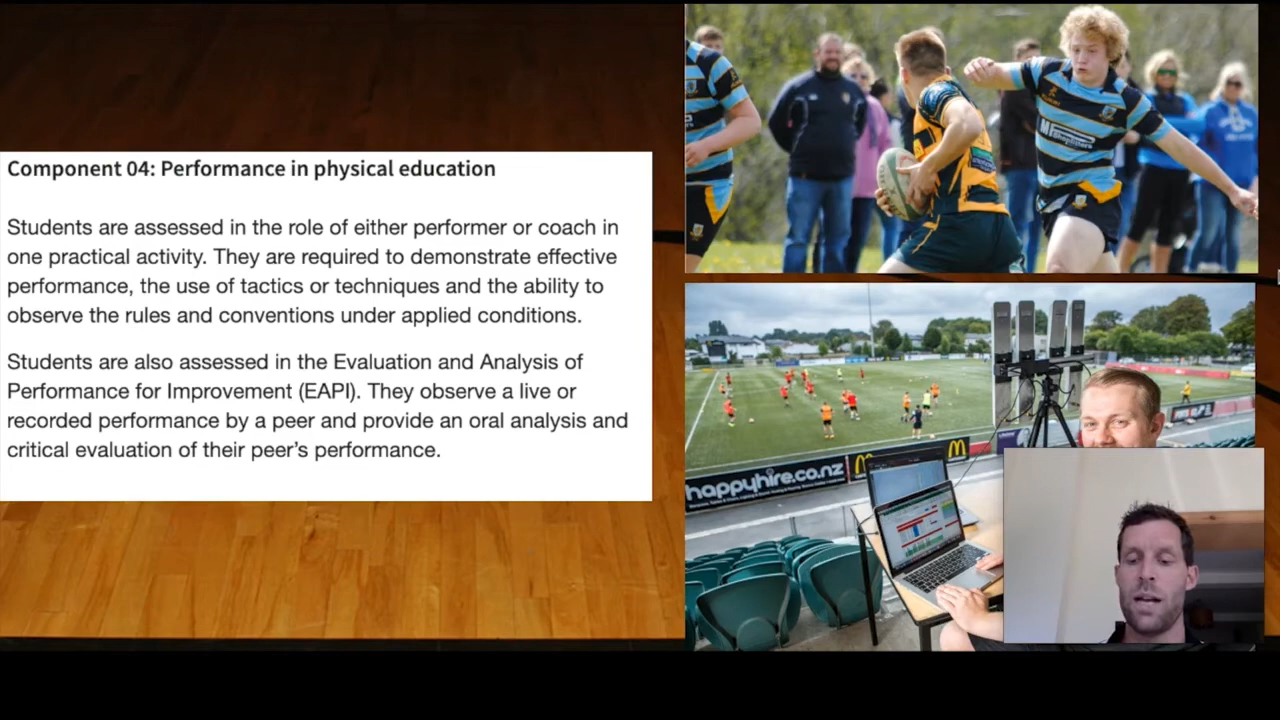 Component 04: Performance in physical education
Students are assessed in the role of either performer or coach in
one practical activity. They are required to demonstrate effective
performance, the use of tactics or techniques and the ability to
observe the rules and conventions under applied conditions.
Students are also assessed in the Evaluation and Analysis of
Performance for Improvement (EAPI). They observe a live or
recorded performance by a peer and provide an oral analysis and
critical evaluation of their peer's performance.
happyhire.co.nz